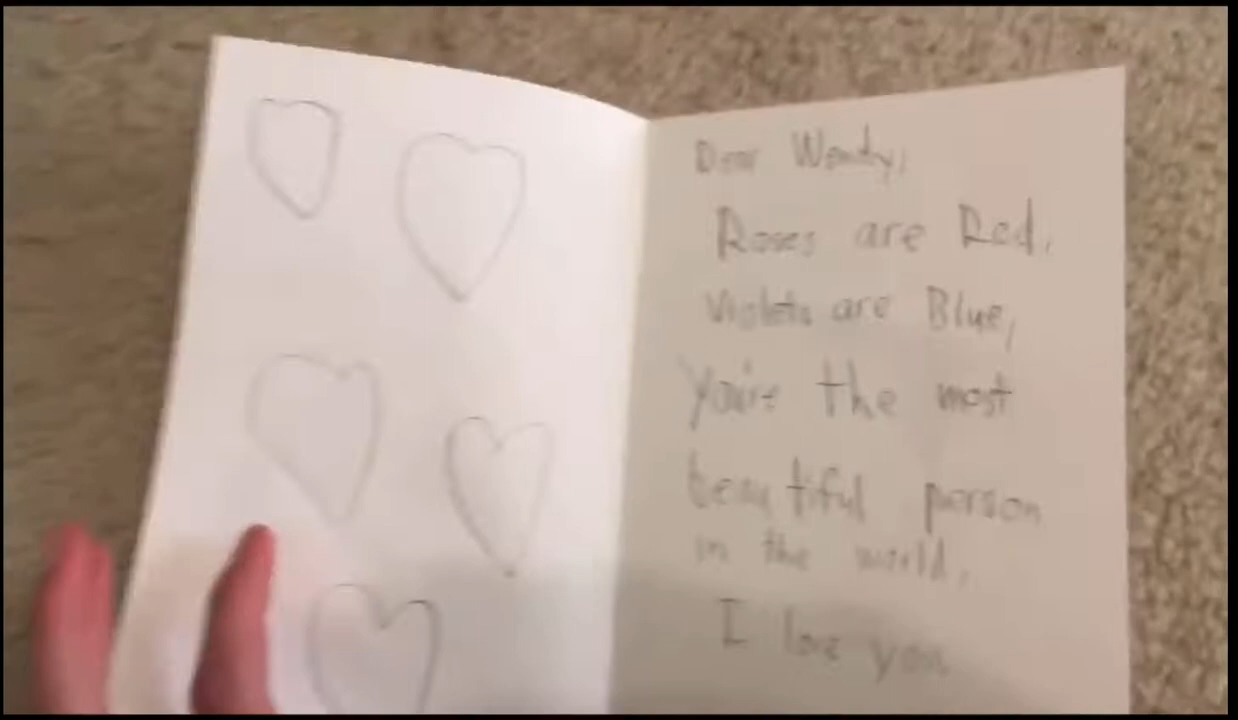 Dear Wendy,
Roses are Red,
Violets are Blue,
You're the most
beautiful person
in the world.
I love you